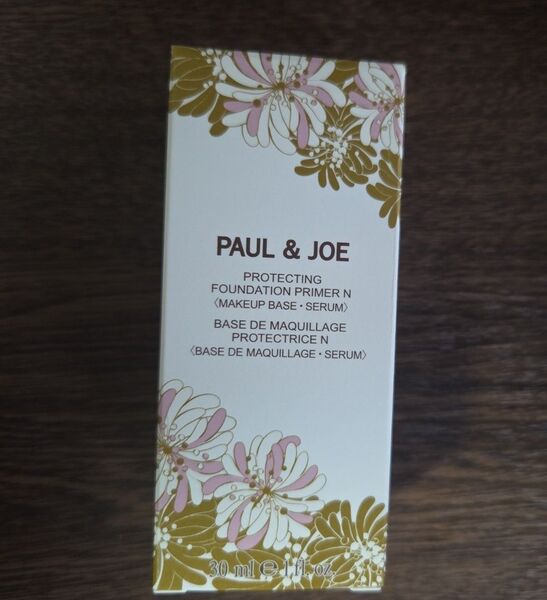 PAUL & JOE
PROTECTING
FOUNDATION PRIMER N
〈MAKEUP BASE・SERUM〉
BASE DE MAQUILLAGE
PROTECTRICE N
〈BASE DE MAQUILLAGE・SERUM〉
30 ml ℮ 1 fl. oz.